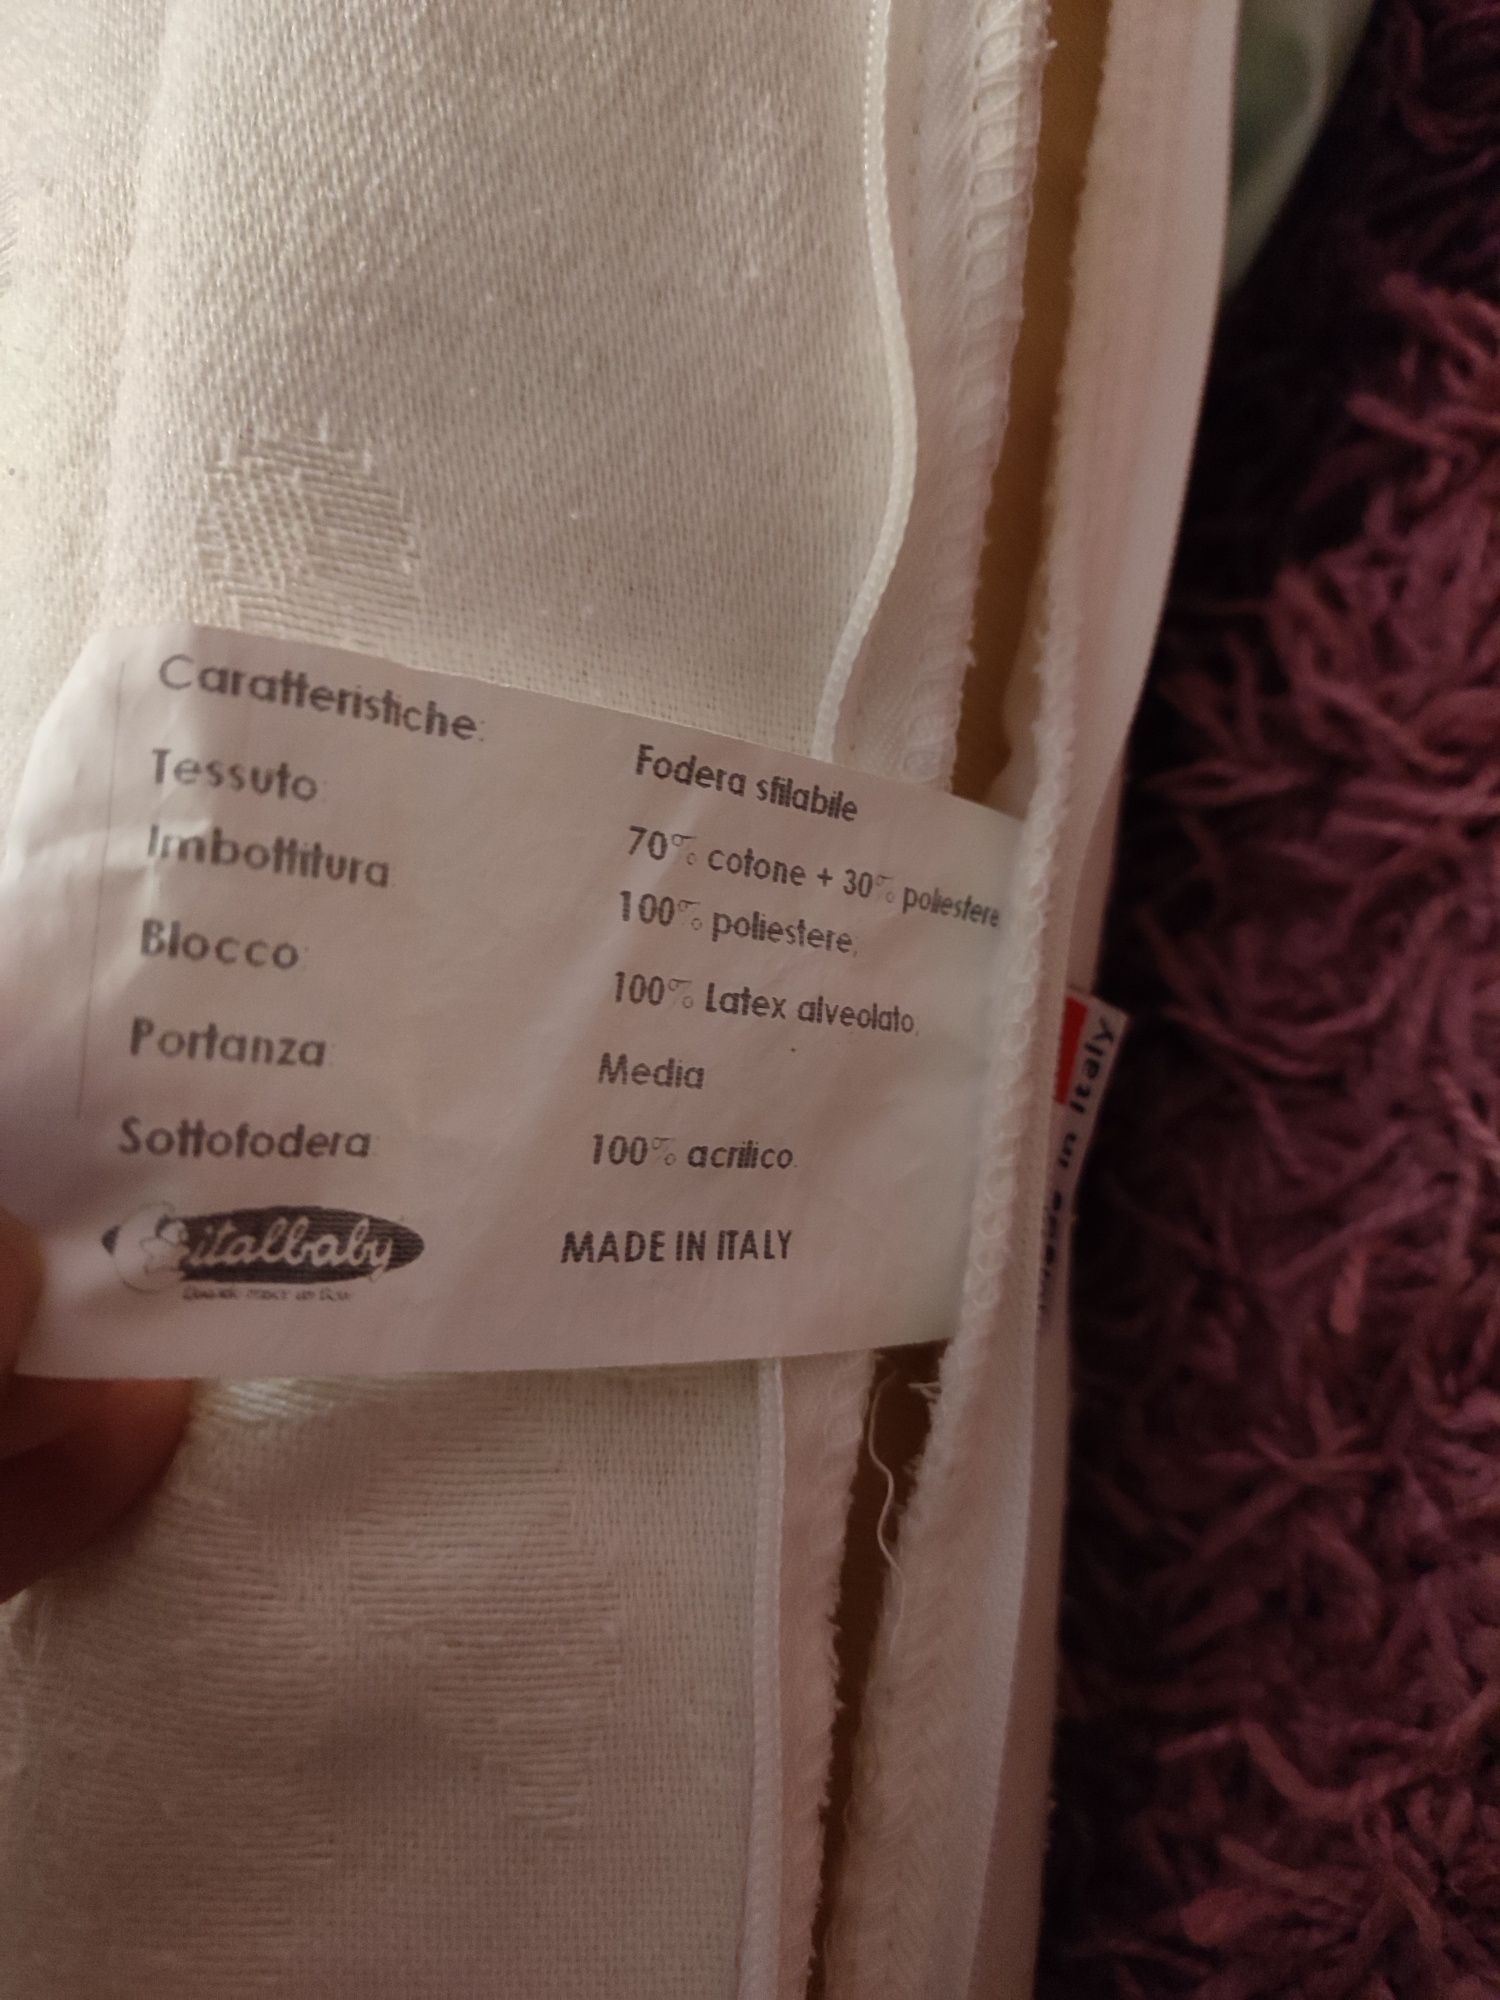 Caratteristiche: Fodera sfilabile
Tessuto: 70% cotone + 30% poliestere
Imbottitura: 100% poliestere,
Blocco: 100% Latex alveolato,
Portanza: Media
Sottofodera: 100% acrilico.
italbaby
MADE IN ITALY
in italy